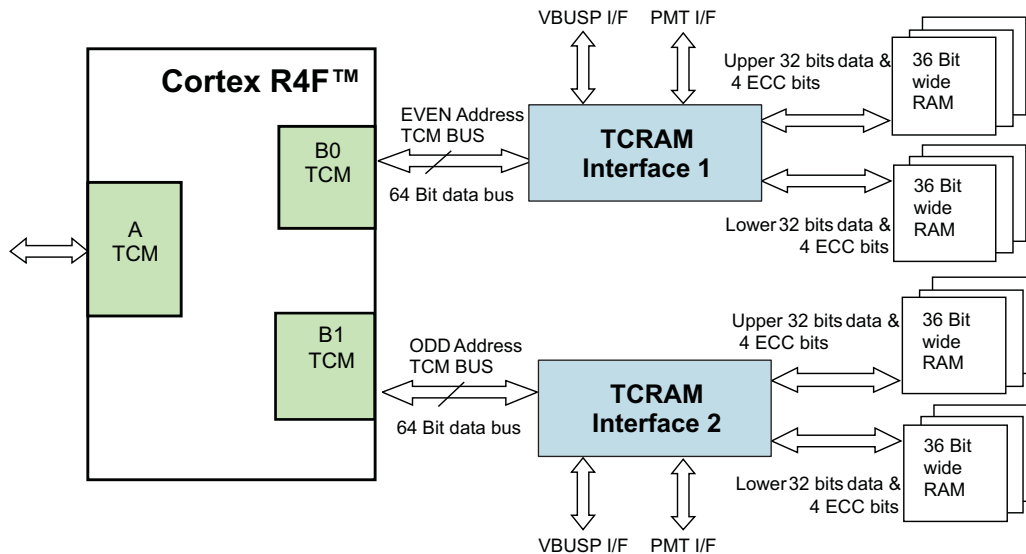 VBUSP I/F
PMT I/F
Cortex R4F™
B0
TCM
A
TCM
B1
TCM
EVEN Address
TCM BUS
64 Bit data bus
TCRAM
Interface 1
Upper 32 bits data &
4 ECC bits
36 Bit
wide
RAM
Lower 32 bits data &
4 ECC bits
36 Bit
wide
RAM
ODD Address
TCM BUS
64 Bit data bus
TCRAM
Interface 2
Upper 32 bits data &
4 ECC bits
36 Bit
wide
RAM
Lower 32 bits data &
4 ECC bits
36 Bit
wide
RAM
VBUSP I/F
PMT I/F